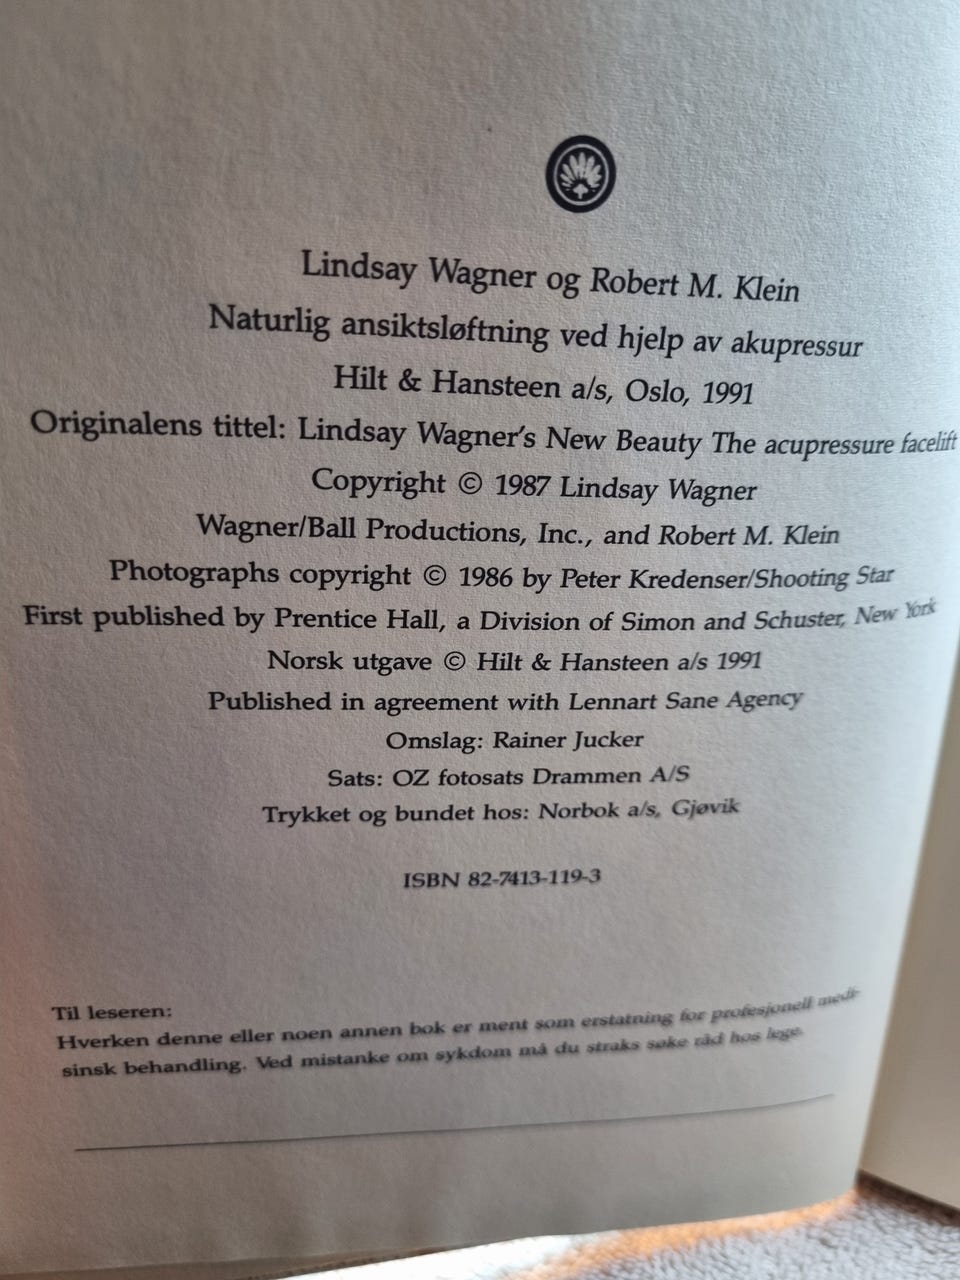 Lindsay Wagner og Robert M. Klein
Naturlig ansiktsløftning ved hjelp av akupressur
Hilt & Hansteen a/s, Oslo, 1991
Originalens tittel: Lindsay Wagner's New Beauty The acupressure facelift
Copyright © 1987 Lindsay Wagner
Wagner/Ball Productions, Inc., and Robert M. Klein
Photographs copyright © 1986 by Peter Kredenser/Shooting Star
First published by Prentice Hall, a Division of Simon and Schuster, New York
Norsk utgave © Hilt & Hansteen a/s 1991
Published in agreement with Lennart Sane Agency
Omslag: Rainer Jucker
Sats: OZ fotosats Drammen A/S
Trykket og bundet hos: Norbok a/s, Gjøvik
ISBN 82-7413-119-3
Til leseren:
Hverken denne eller noen annen bok er ment som erstatning for profesjonell medi-
sinsk behandling. Ved mistanke om sykdom må du straks søke råd hos lege.